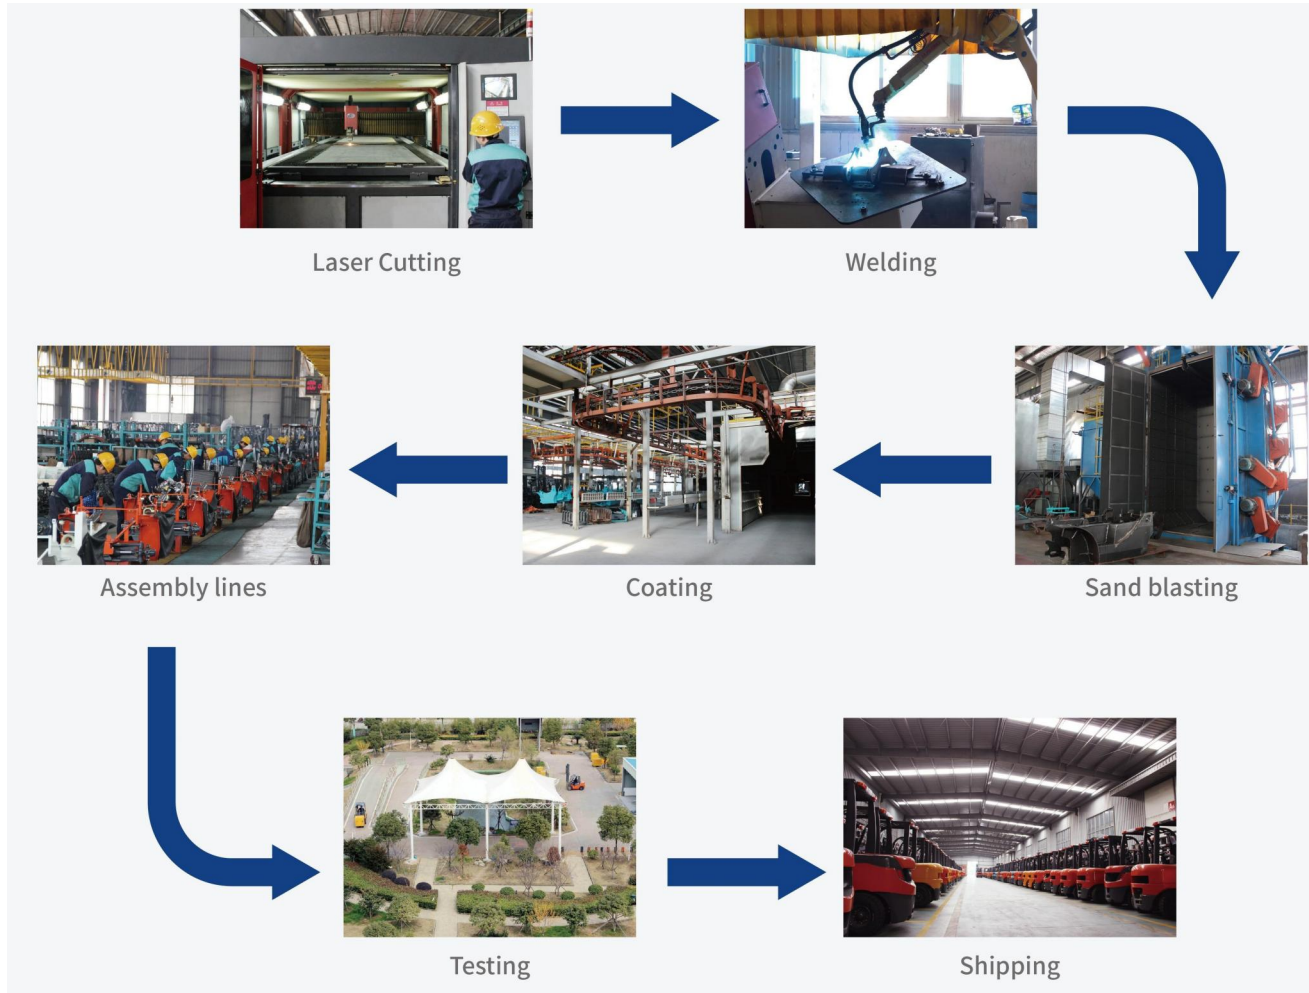 Laser Cutting
Welding
Sand blasting
Coating
Assembly lines
Testing
Shipping